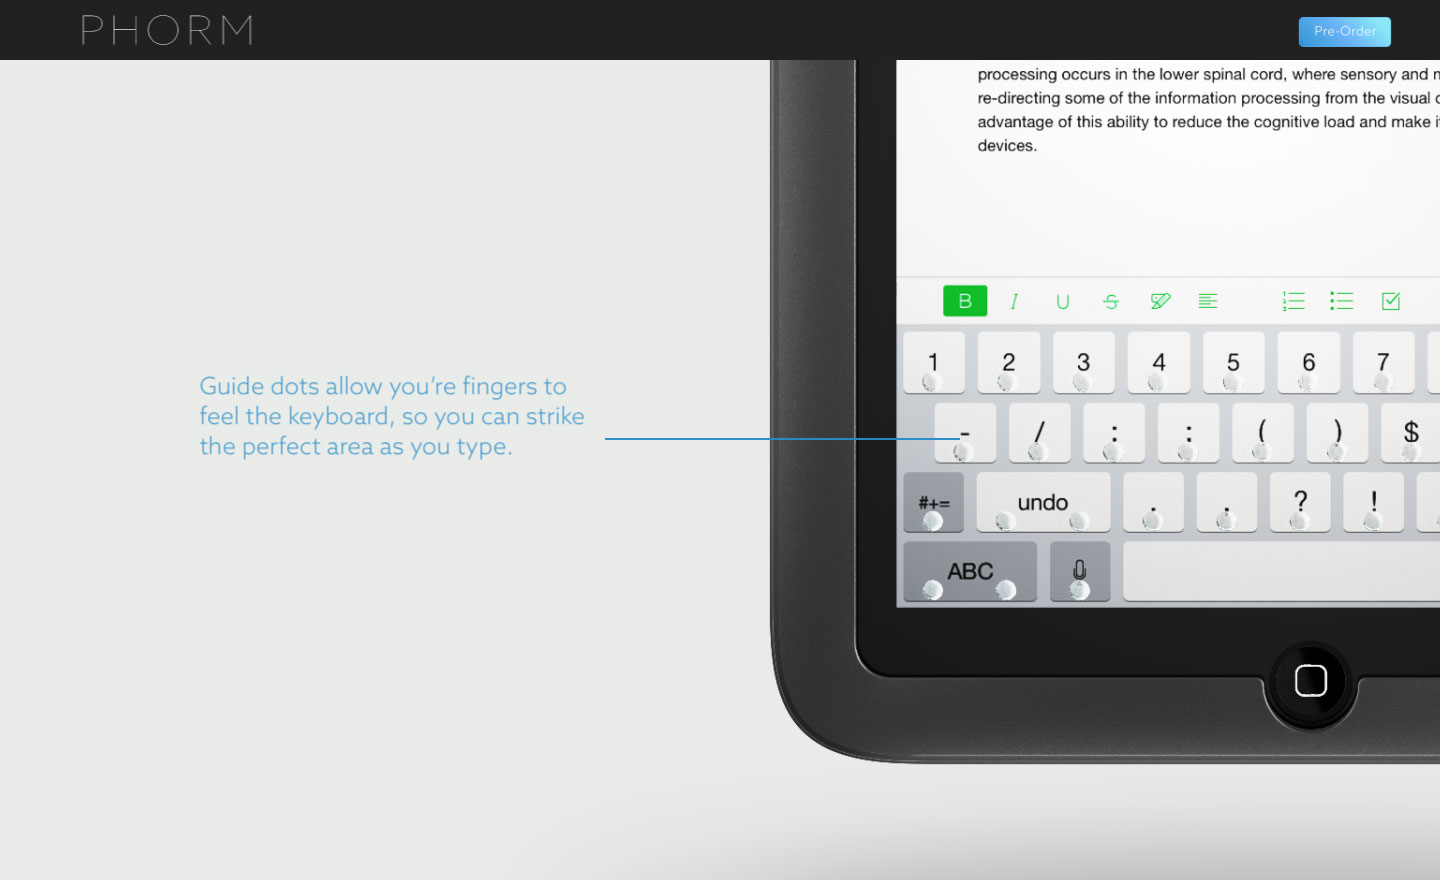 PHORM
Pre-Order
processing occurs in the lower spinal cord, where sensory and
re-directing some of the information processing from the visual
advantage of this ability to reduce the cognitive load and make
devices.
B I U S
1 2 3 4 5 6 7
Guide dots allow you’re fingers to
feel the keyboard, so you can strike
the perfect area as you type.
- / : : ( ) $
#+= undo . , ? !
ABC